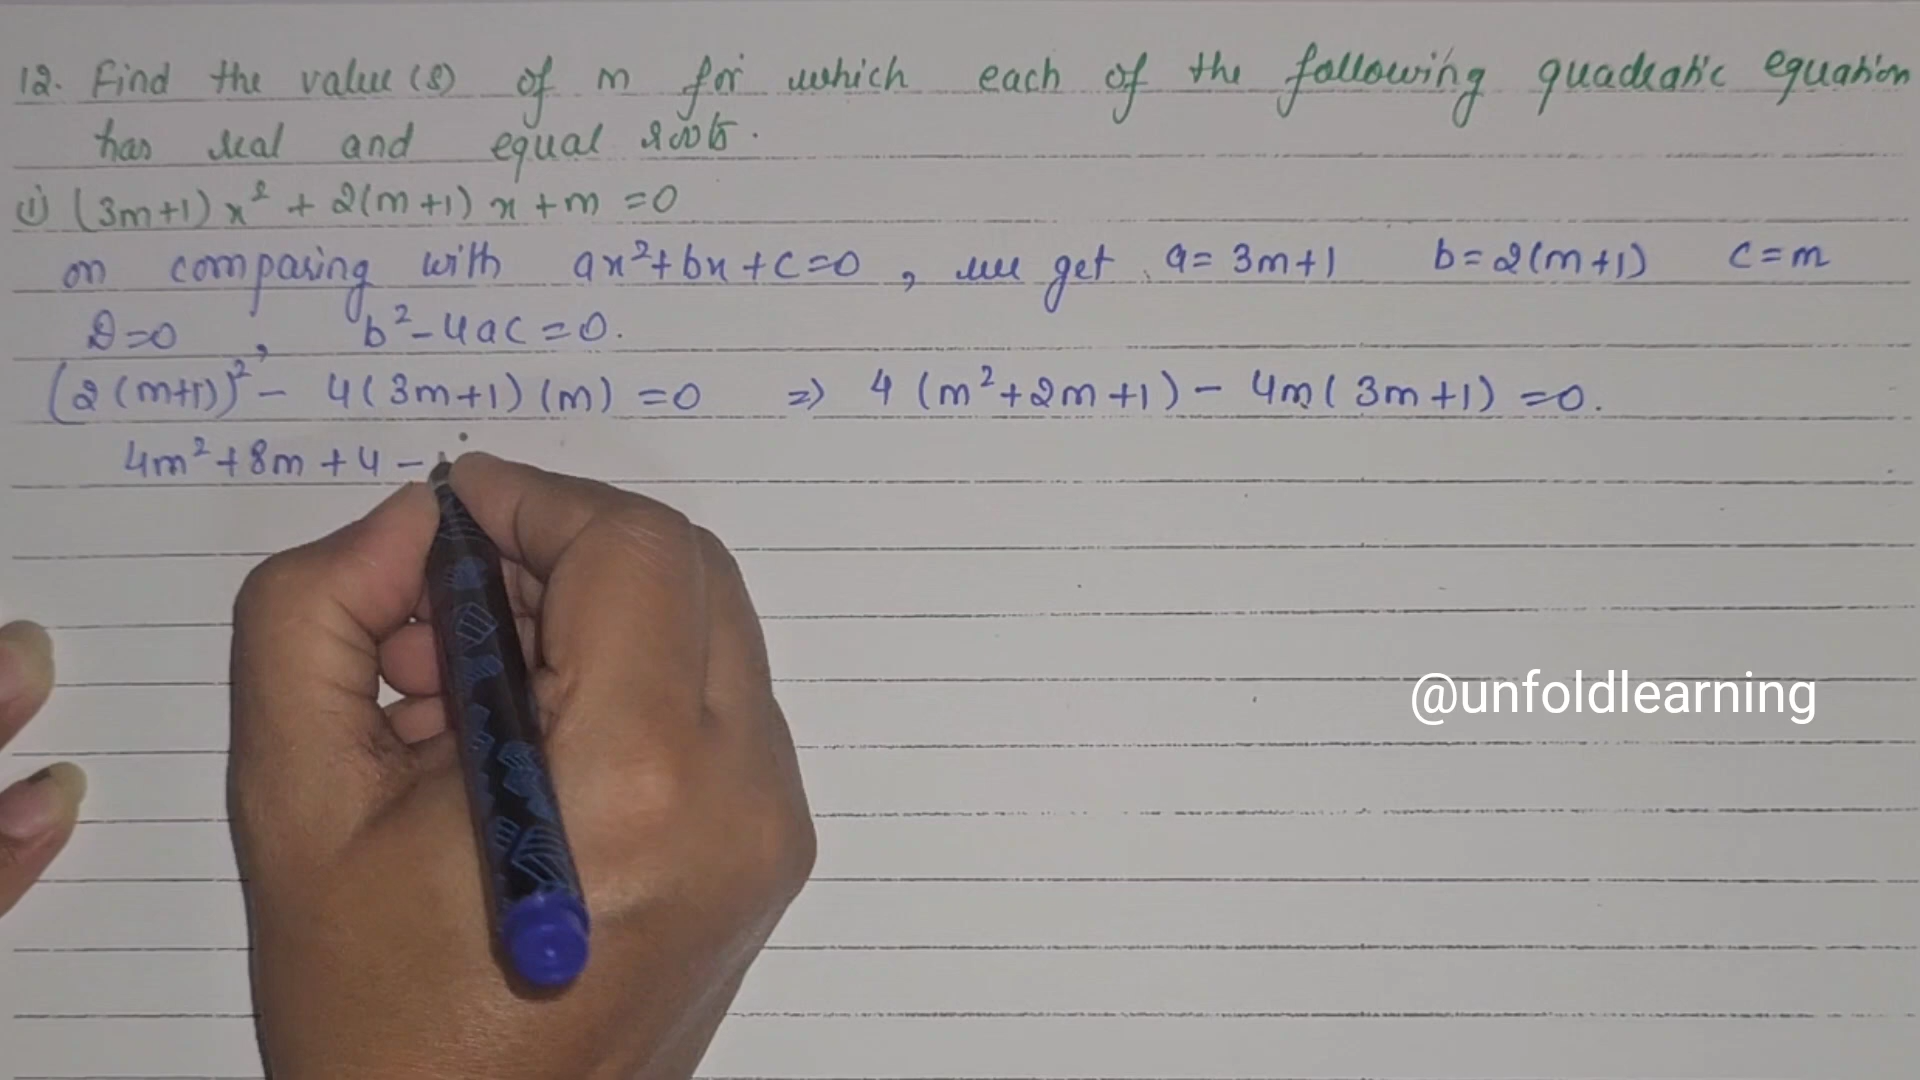 12. Find the value(s) of m for which each of the following quadratic equation
has real and equal roots.
(i) (3m+1)x² + 2(m+1)x + m = 0
on comparing with ax²+bx+c=0, we get a= 3m+1 b=2(m+1) c=m
D=0, b²-4ac=0.
(2(m+1))² - 4(3m+1)(m) =0 ⇒ 4(m²+2m+1) - 4m(3m+1) =0.
4m²+8m+4-
@unfoldlearning